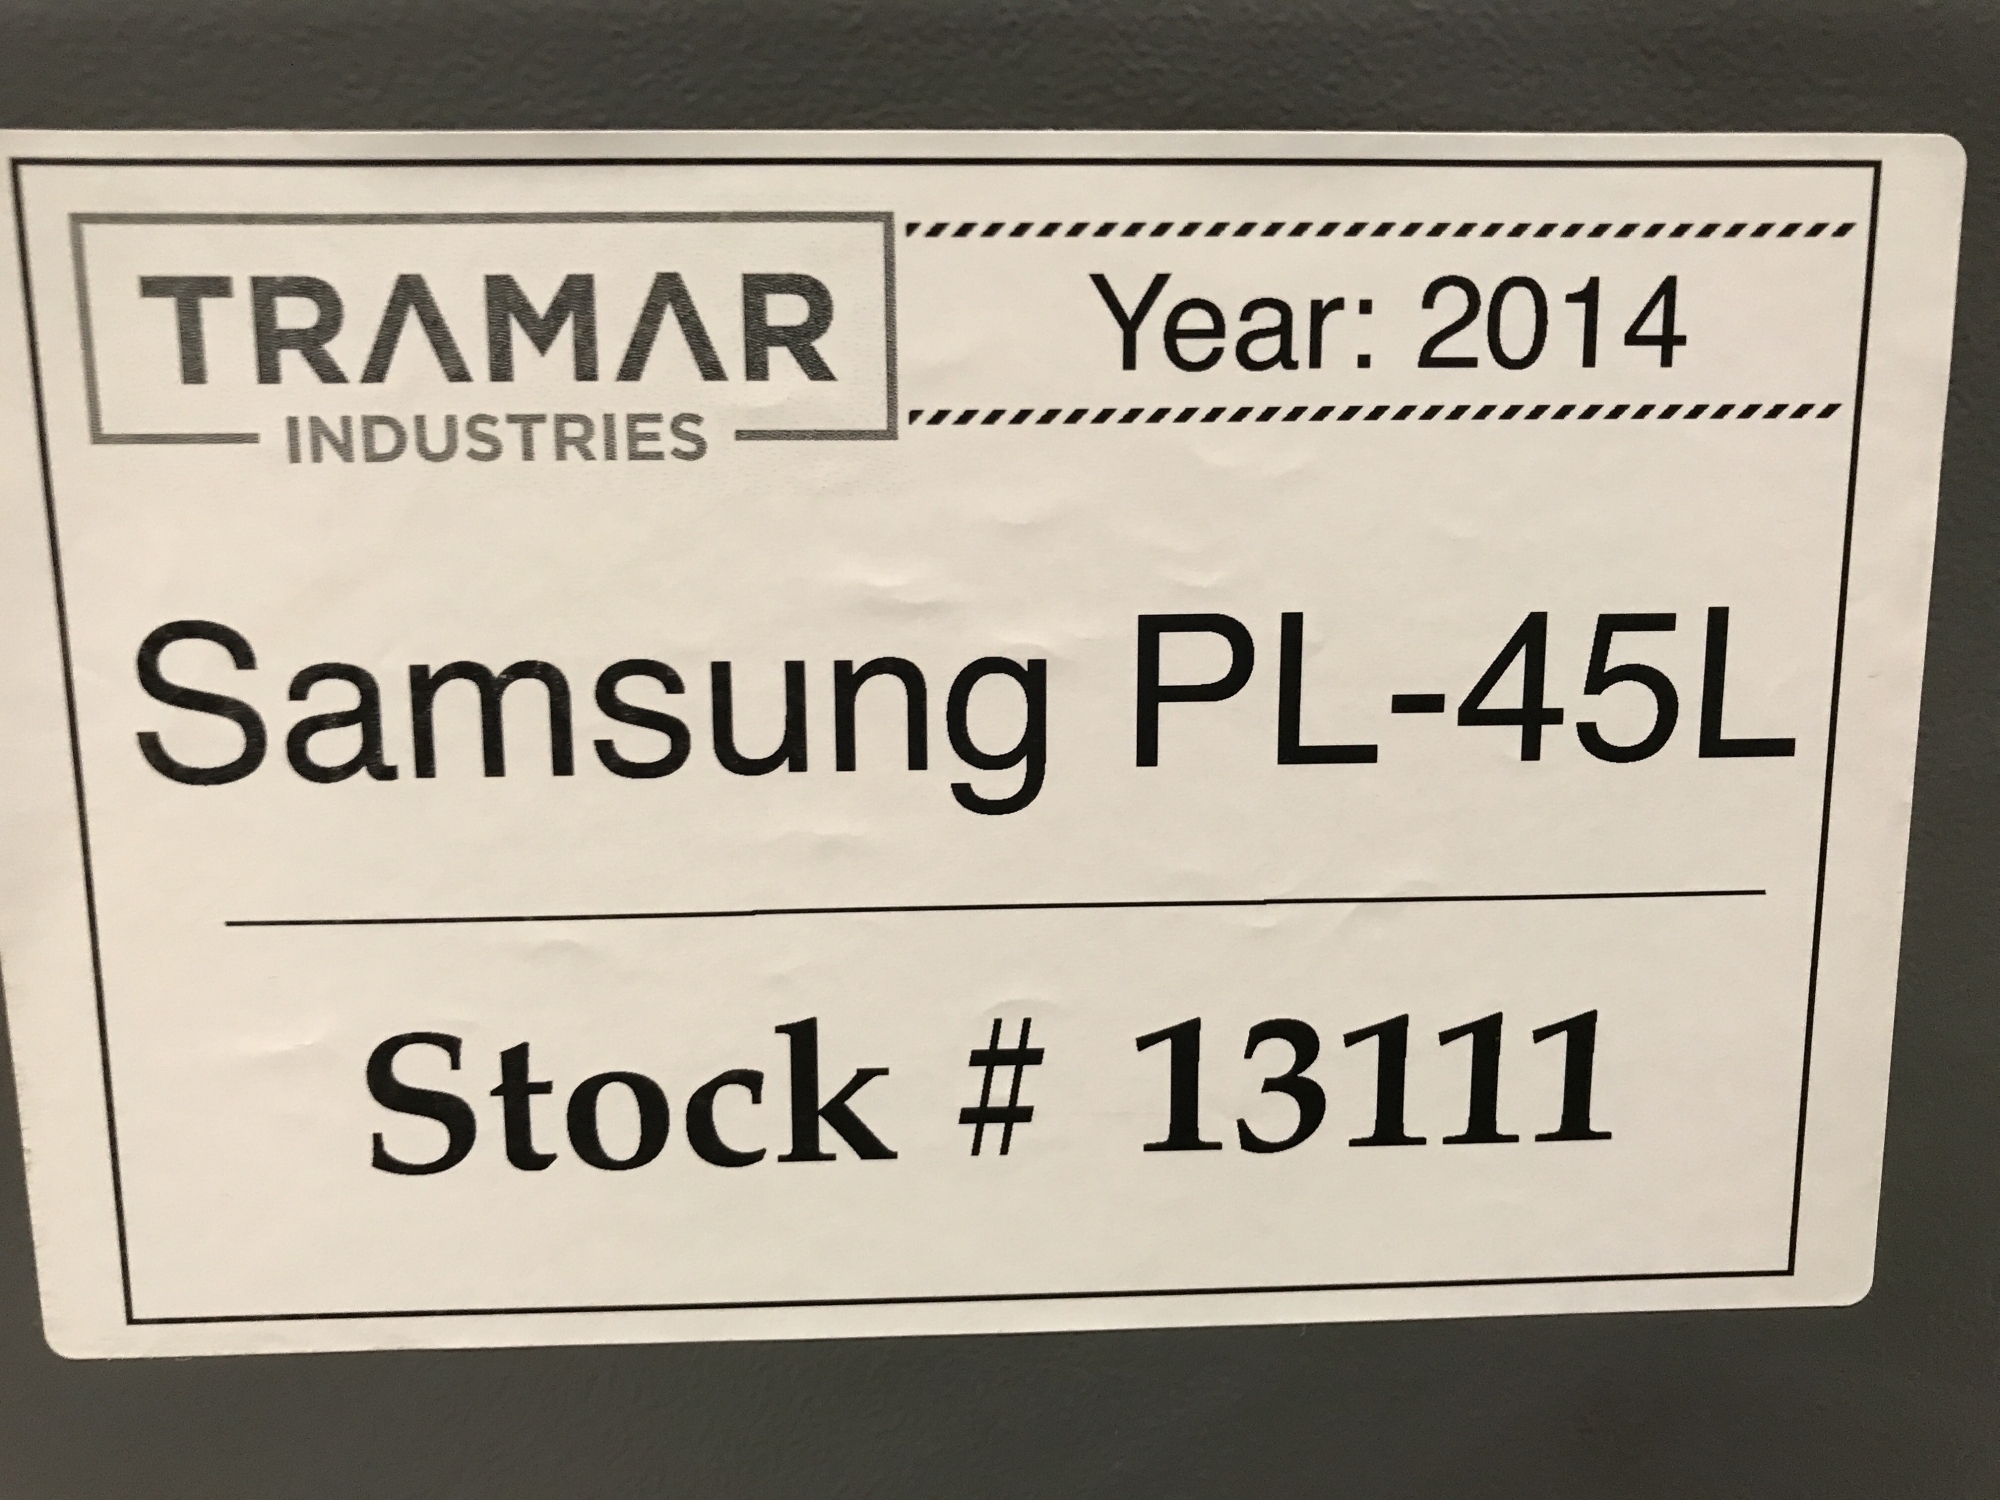 TRAMAR
INDUSTRIES
Year: 2014
Samsung PL-45L
Stock # 13111